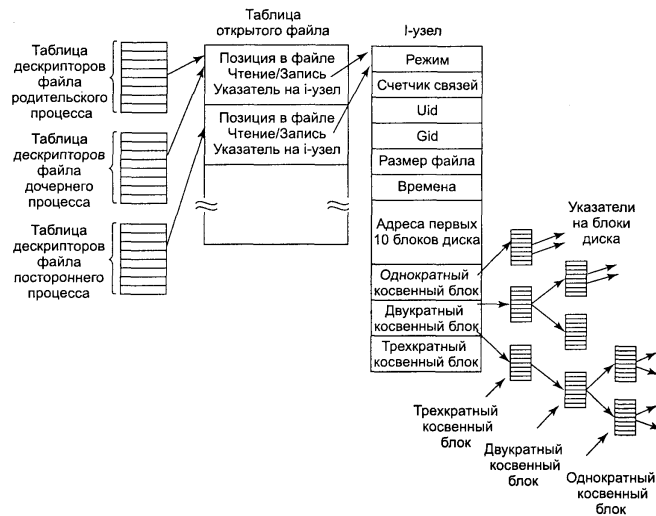 Таблица
дескрипторов
файла
родительского
процесса
Таблица
дескрипторов
файла
дочернего
процесса
Таблица
дескрипторов
файла
постороннего
процесса
Таблица
открытого файла
Позиция в файле
Чтение/Запись
Указатель на i-узел
Позиция в файле
Чтение/Запись
Указатель на i-узел
I-узел
Режим
Счетчик связей
Uid
Gid
Размер файла
Времена
Адреса первых
10 блоков диска
Однократный
косвенный блок
Двукратный
косвенный блок
Трехкратный
косвенный блок
Указатели
на блоки
диска
Трехкратный
косвенный
блок
Двукратный
косвенный
блок
Однократный
косвенный
блок